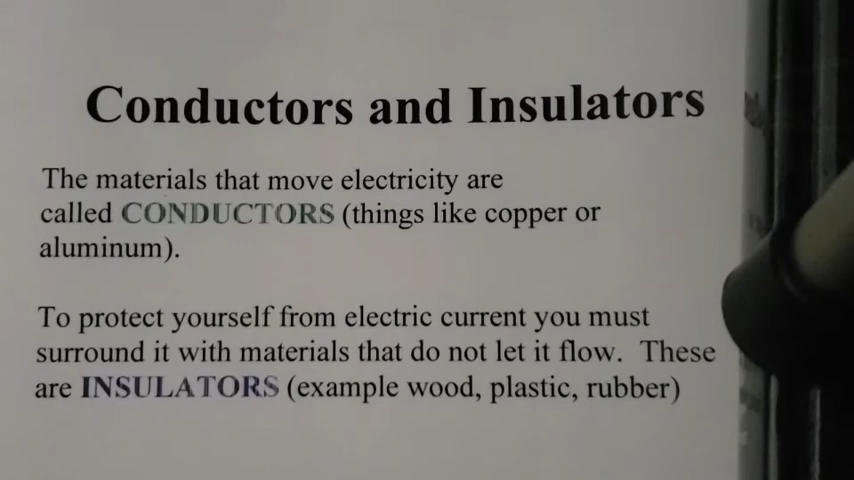 Conductors and Insulators
The materials that move electricity are
called CONDUCTORS (things like copper or
aluminum).
To protect yourself from electric current you must
surround it with materials that do not let it flow. These
are INSULATORS (example wood, plastic, rubber)